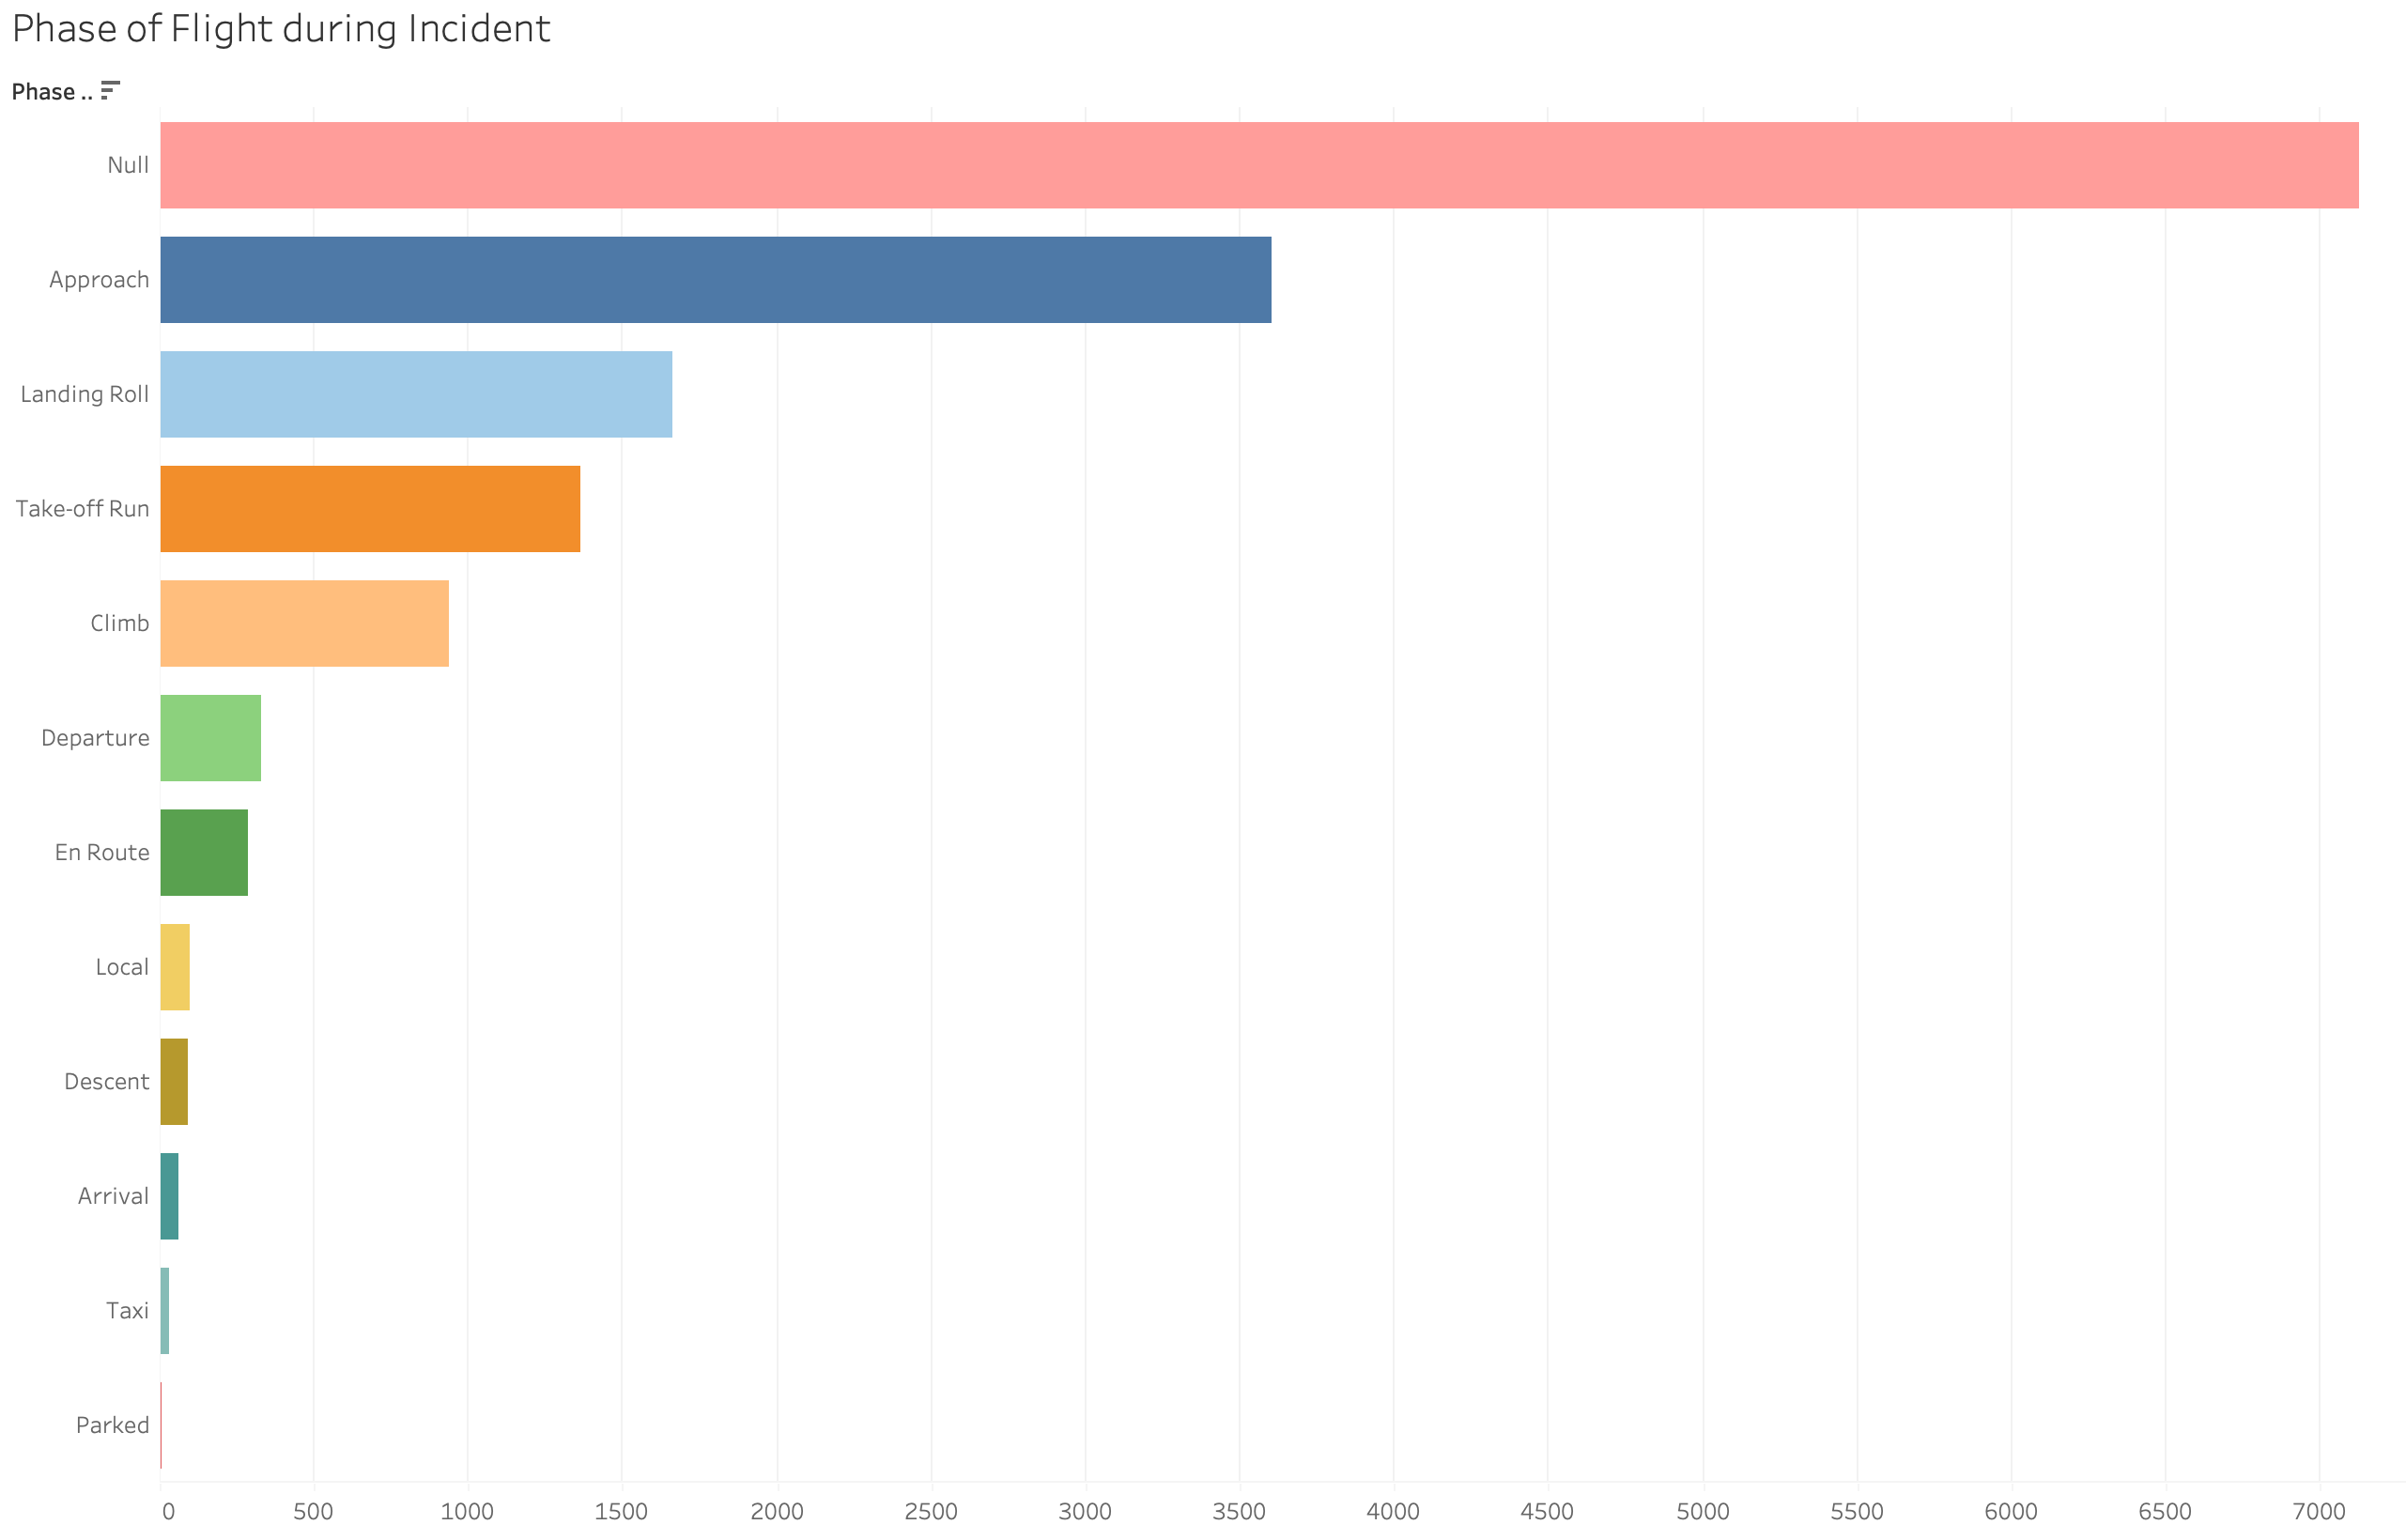 Phase of Flight during Incident
Phase ..
Null
Approach
Landing Roll
Take-off Run
Climb
Departure
En Route
Local
Descent
Arrival
Taxi
Parked
0 500 1000 1500 2000 2500 3000 3500 4000 4500 5000 5500 6000 6500 7000